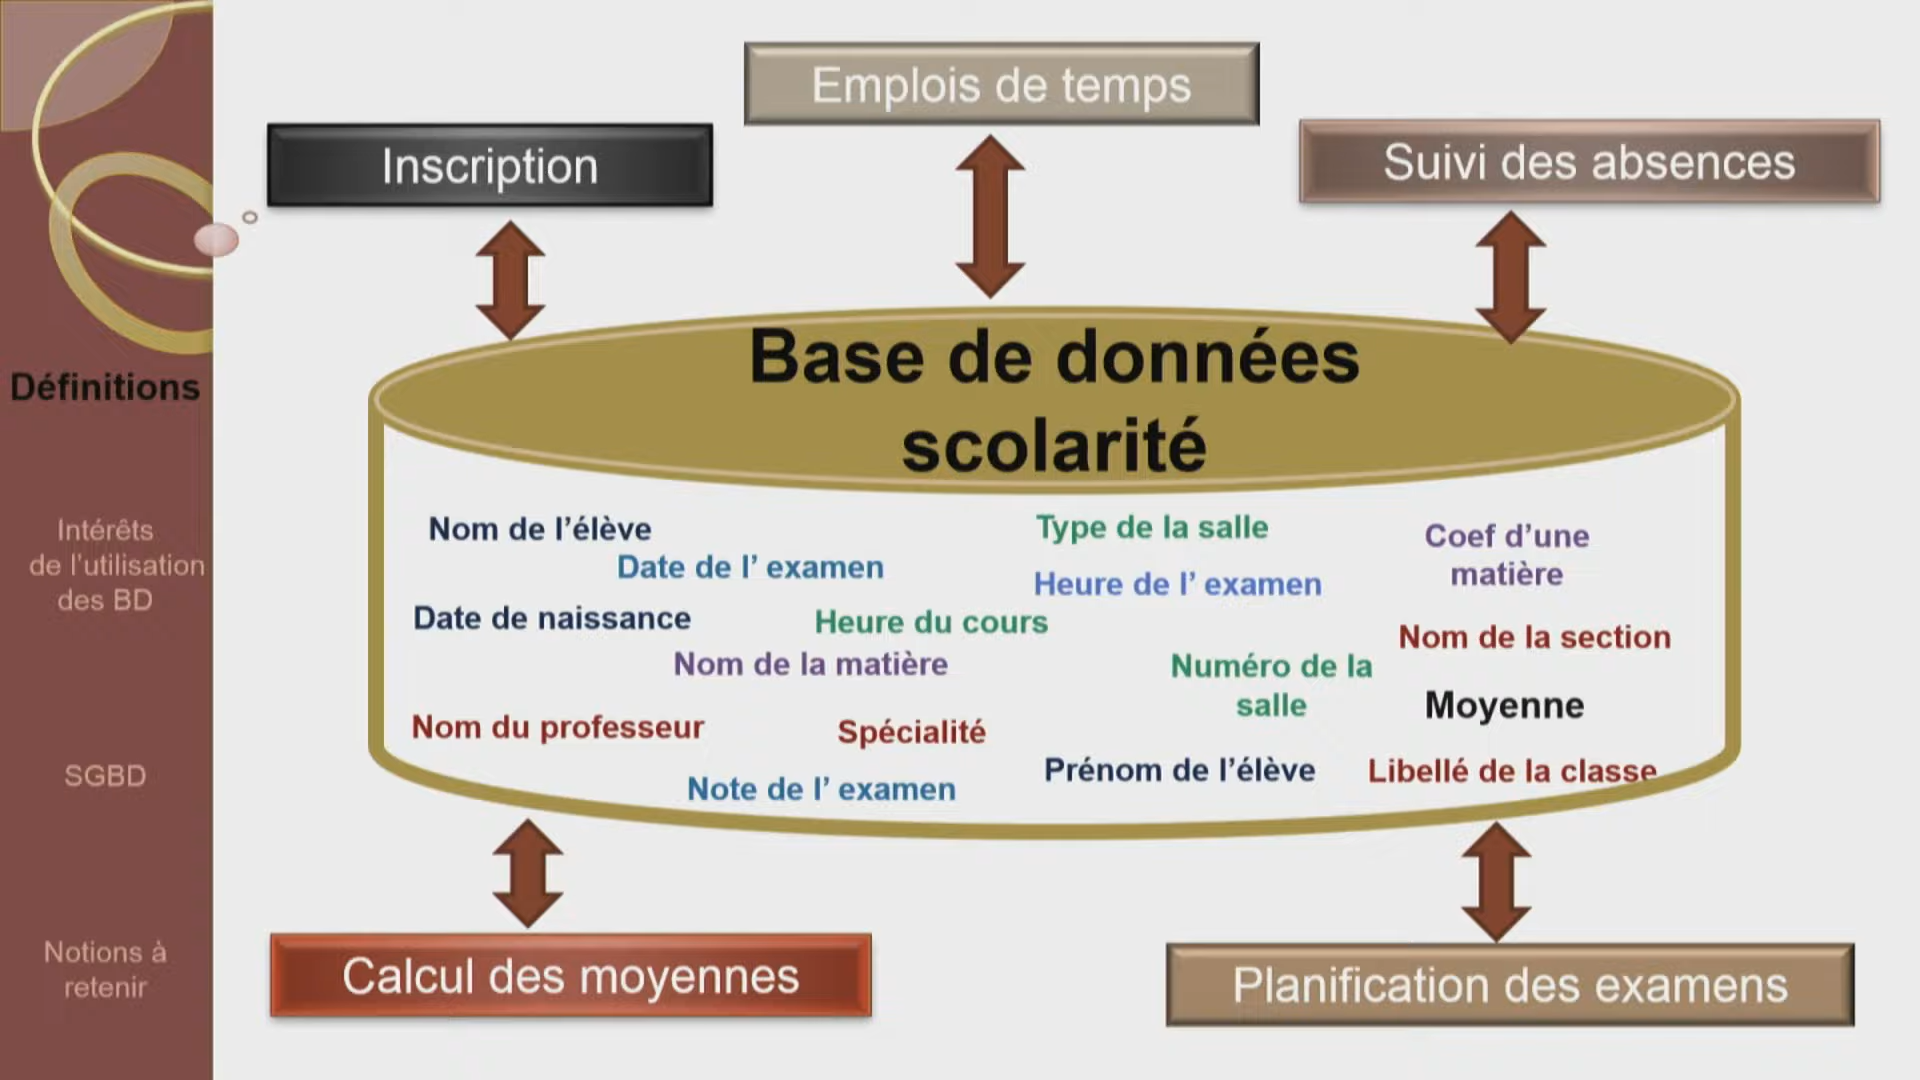 Emplois de temps
Inscription
Suivi des absences
Base de données
scolarité
Définitions
Intérêts
de l'utilisation
des BD
SGBD
Notions à
retenir
Nom de l’élève
Type de la salle
Coef d’une
matière
Date de l’ examen
Heure de l’ examen
Date de naissance
Heure du cours
Nom de la section
Nom de la matière
Numéro de la
salle
Moyenne
Nom du professeur
Spécialité
Prénom de l’élève
Libellé de la classe
Note de l’ examen
Calcul des moyennes
Planification des examens